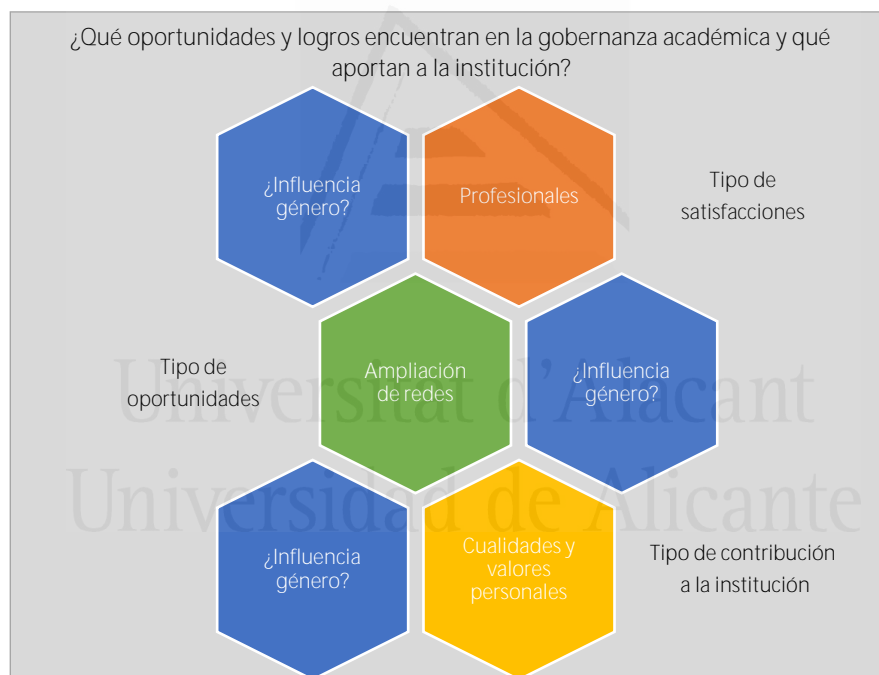 ¿Qué oportunidades y logros encuentran en la gobernanza académica y qué
aportan a la institución?
¿Influencia
género?
Profesionales
Tipo de
satisfacciones
Tipo de
oportunidades
Ampliación
de redes
¿Influencia
género?
Universitat d'Alacant
Universidad de Alicante
¿Influencia
género?
Cualidades y
valores
personales
Tipo de contribución
a la institución